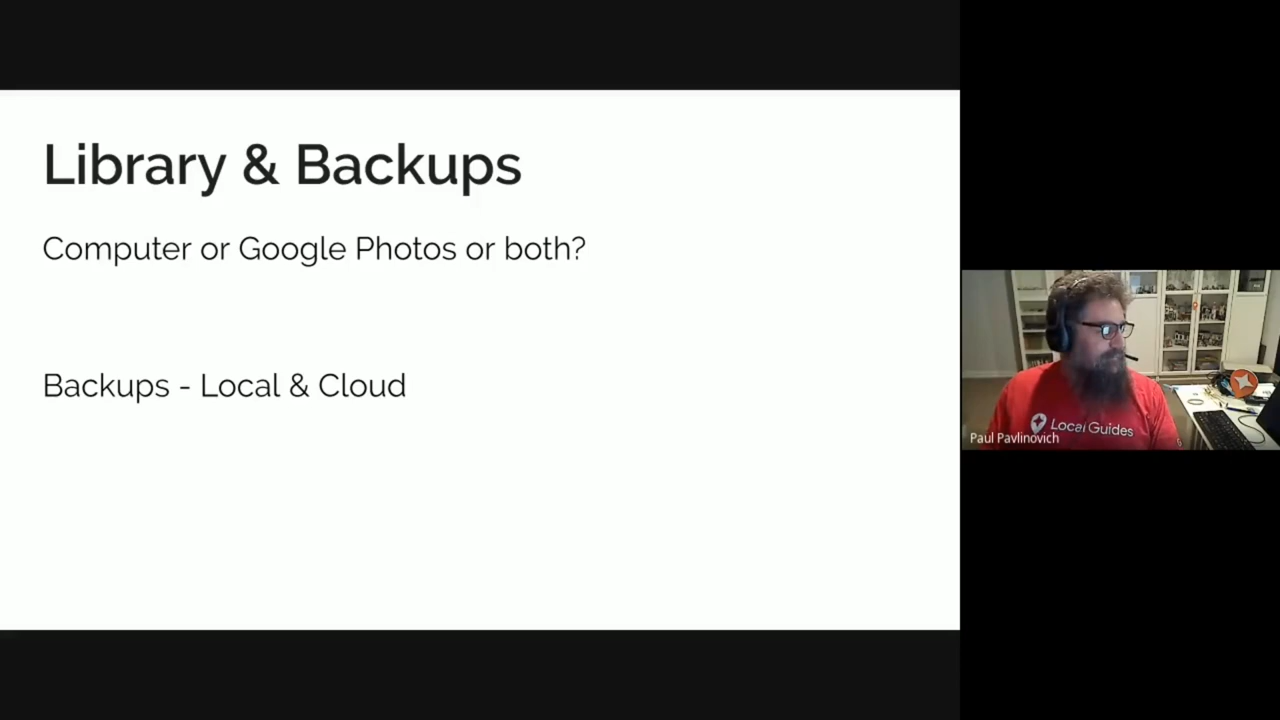 Library & Backups
Computer or Google Photos or both?
Backups - Local & Cloud
Local Guides
Paul Pavlinovich